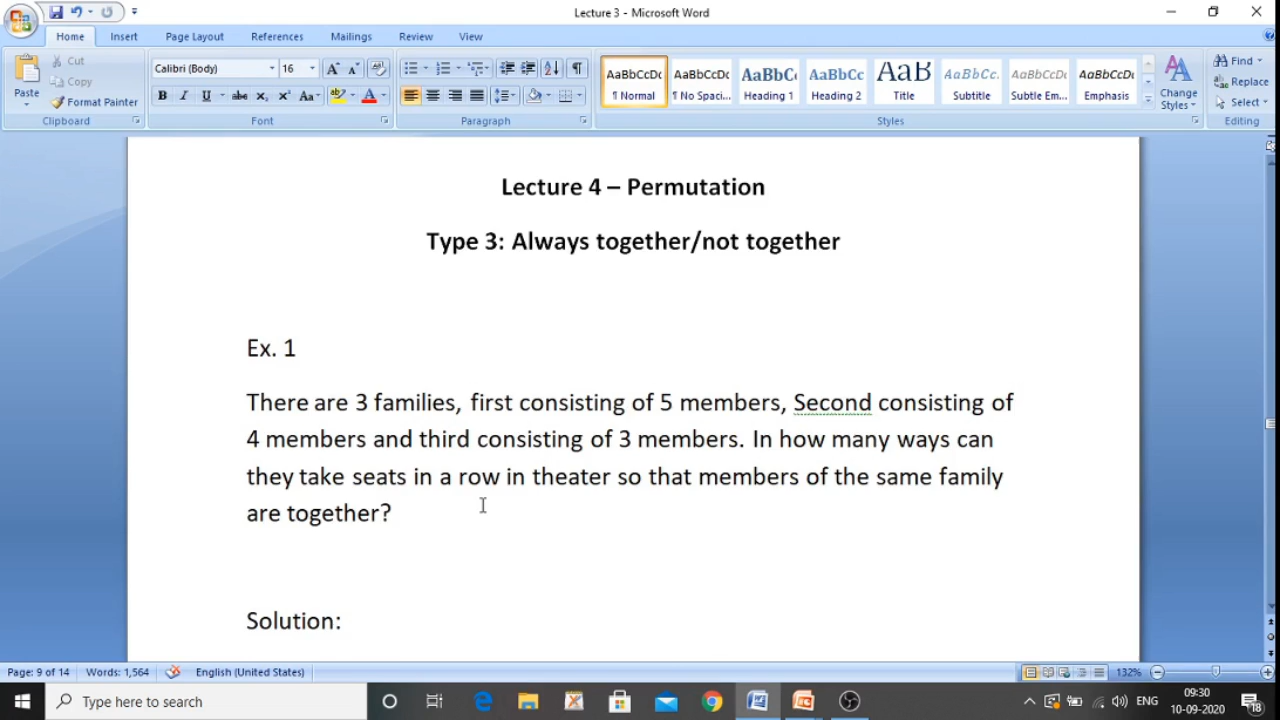 Lecture 3 - Microsoft Word
Home Insert Page Layout References Mailings Review View
Cut
Copy
Format Painter
Paste
Clipboard
Calibri (Body) 16
B I U abc x₂ x² Aa
Font
Paragraph
AaBbCcDc AaBbCcDc AaBbC AaBbCc AaB AaBbCc. AaBbCcDc AaBbCcDc
¶ Normal ¶ No Spaci... Heading 1 Heading 2 Title Subtitle Subtle Em... Emphasis
Change Styles
Styles
Find
Replace
Select
Editing
Lecture 4 – Permutation
Type 3: Always together/not together
Ex. 1
There are 3 families, first consisting of 5 members, Second consisting of
4 members and third consisting of 3 members. In how many ways can
they take seats in a row in theater so that members of the same family
are together?
Solution:
Page: 9 of 14 Words: 1,564 English (United States) 132%
Type here to search
ENG
09:30
10-09-2020
18